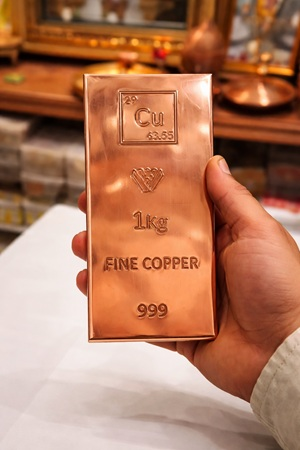 29
Cu
63.55
1Kg
FINE COPPER
999